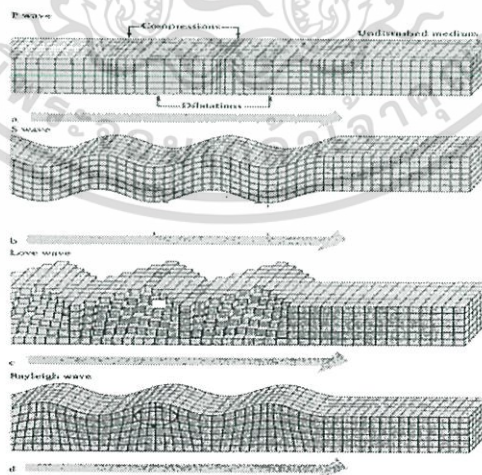 P wave
Compressions
Undisturbed medium
Dilatations
a
S wave
b
Love wave
c
Rayleigh wave
d